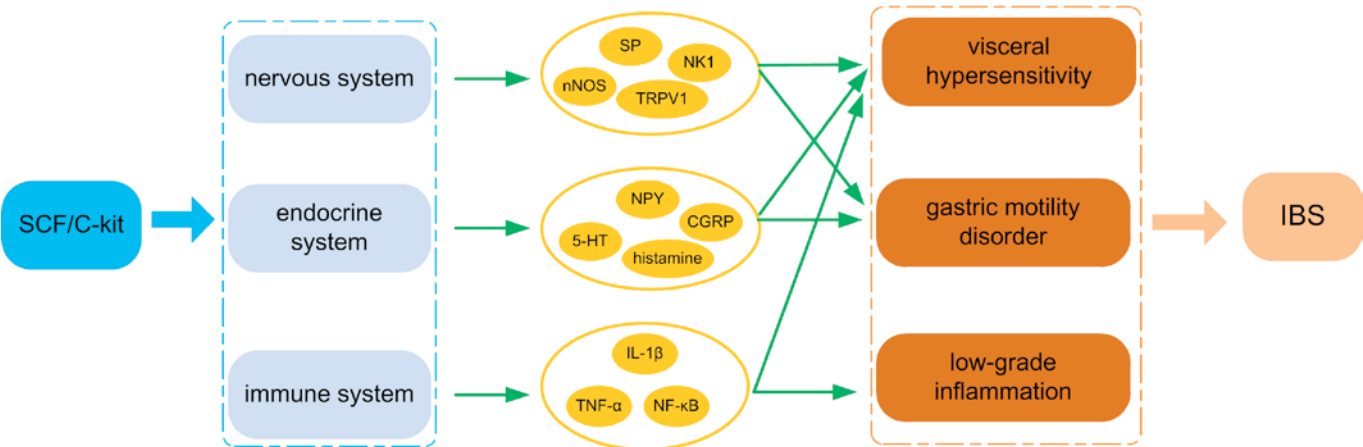 SCF/C-kit
nervous system
endocrine
system
immune system
SP
NK1
nNOS
TRPV1
NPY
CGRP
5-HT
histamine
IL-1β
TNF-α
NF-κB
visceral
hypersensitivity
gastric motility
disorder
low-grade
inflammation
IBS